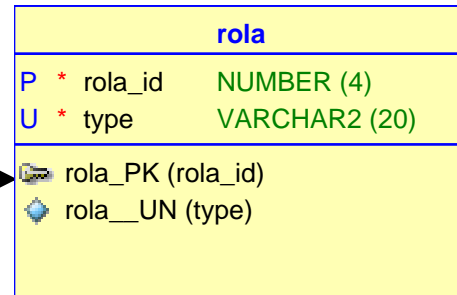 rola
P * rola_id NUMBER (4)
U * type VARCHAR2 (20)
rola_PK (rola_id)
rola__UN (type)